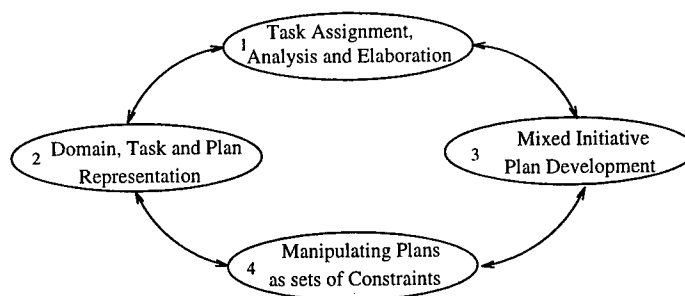 1 Task Assignment,
Analysis and Elaboration
2 Domain, Task and Plan
Representation
3 Mixed Initiative
Plan Development
4 Manipulating Plans
as sets of Constraints